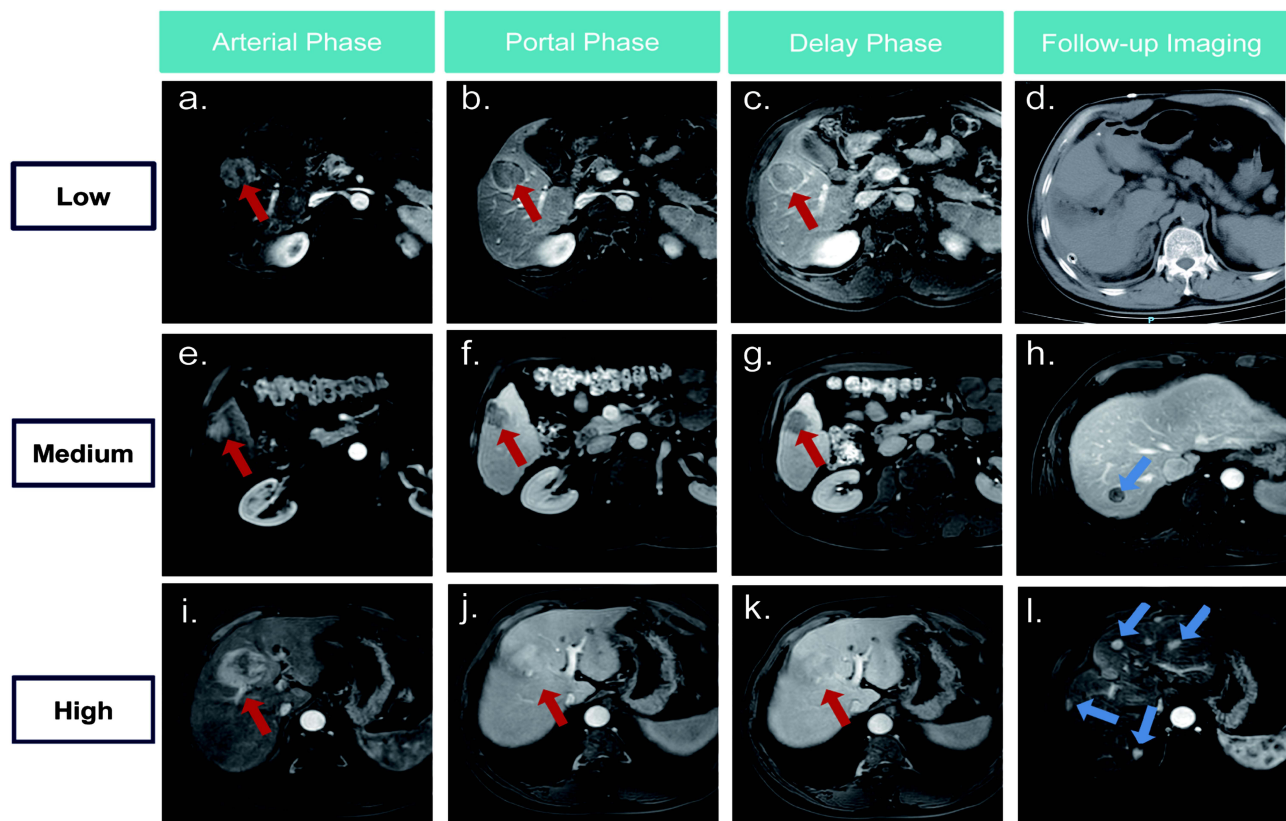 Arterial Phase
Portal Phase
Delay Phase
Follow-up Imaging
Low
a.
b.
c.
d.
P
Medium
e.
f.
g.
h.
High
i.
j.
k.
l.